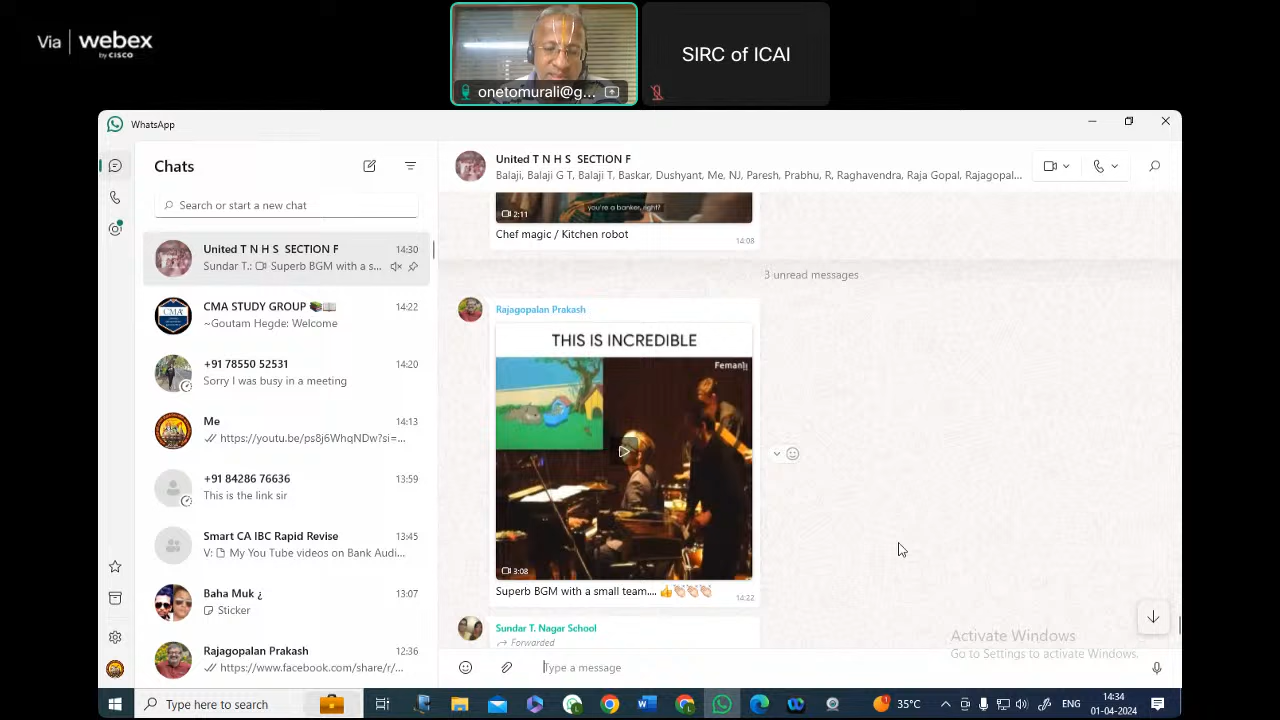 Via | webex
by CISCO
onetomurali@g...
SIRC of ICAI
WhatsApp
Chats
Search or start a new chat
United T N H S SECTION F 14:30
Sundar T.: Superb BGM with a s...
CMA STUDY GROUP 📚📖 14:22
~Goutam Hegde: Welcome
+91 78550 52531 14:20
Sorry I was busy in a meeting
Me 14:13
https://youtu.be/ps8j6WhqNDw?si=...
+91 84286 76636 13:59
This is the link sir
Smart CA IBC Rapid Revise 13:45
V: My You Tube videos on Bank Audi...
Baha Muk ¿ 13:07
Sticker
Rajagopalan Prakash 12:36
https://www.facebook.com/share/r/...
United T N H S SECTION F
Balaji, Balaji G T, Balaji T, Baskar, Dushyant, Me, NJ, Paresh, Prabhu, R, Raghavendra, Raja Gopal, Rajagopal...
you're a banker, right?
2:11
Chef magic / Kitchen robot
14:08
3 unread messages
Rajagopalan Prakash
THIS IS INCREDIBLE
3:08
Superb BGM with a small team.... 👍👏🏻👏🏻👏🏻
14:22
Sundar T. Nagar School
Forwarded
Type a message
Activate Windows
Go to Settings to activate Windows.
Type here to search
1
35°C
ENG
14:34
01-04-2024